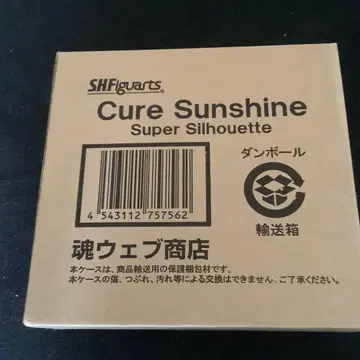 S.H.Figuarts
Cure Sunshine
Super Silhouette
ダンボール
4 543112 757562
輸送箱
魂ウェブ商店
本ケースは、商品輸送用の保護梱包材です。
本ケースの傷、つぶれ、汚れ等による交換はできません。ご了承ください。